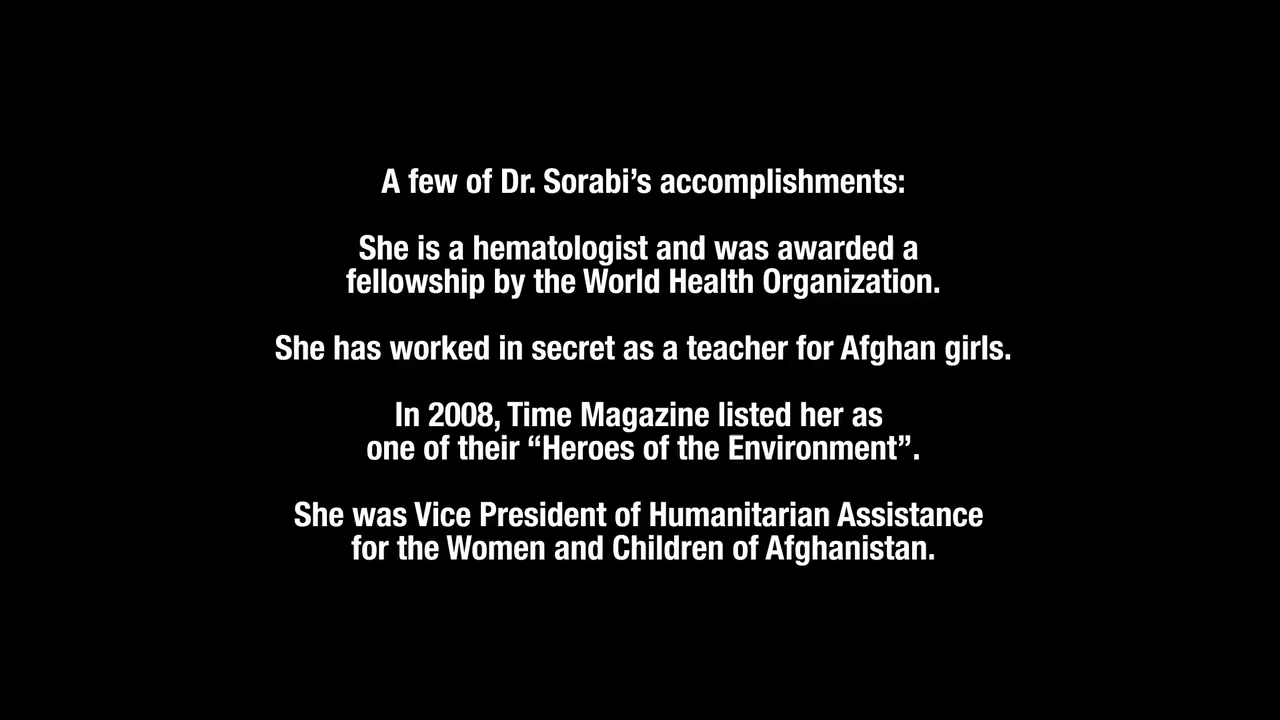 A few of Dr. Sorabi’s accomplishments:
She is a hematologist and was awarded a
fellowship by the World Health Organization.
She has worked in secret as a teacher for Afghan girls.
In 2008, Time Magazine listed her as
one of their “Heroes of the Environment”.
She was Vice President of Humanitarian Assistance
for the Women and Children of Afghanistan.